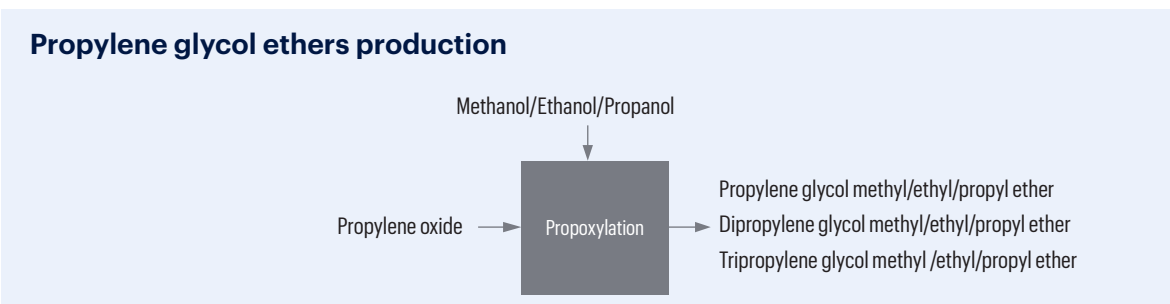 Propylene glycol ethers production
Methanol/Ethanol/Propanol
Propylene oxide
Propoxylation
Propylene glycol methyl/ethyl/propyl ether
Dipropylene glycol methyl/ethyl/propyl ether
Tripropylene glycol methyl /ethyl/propyl ether